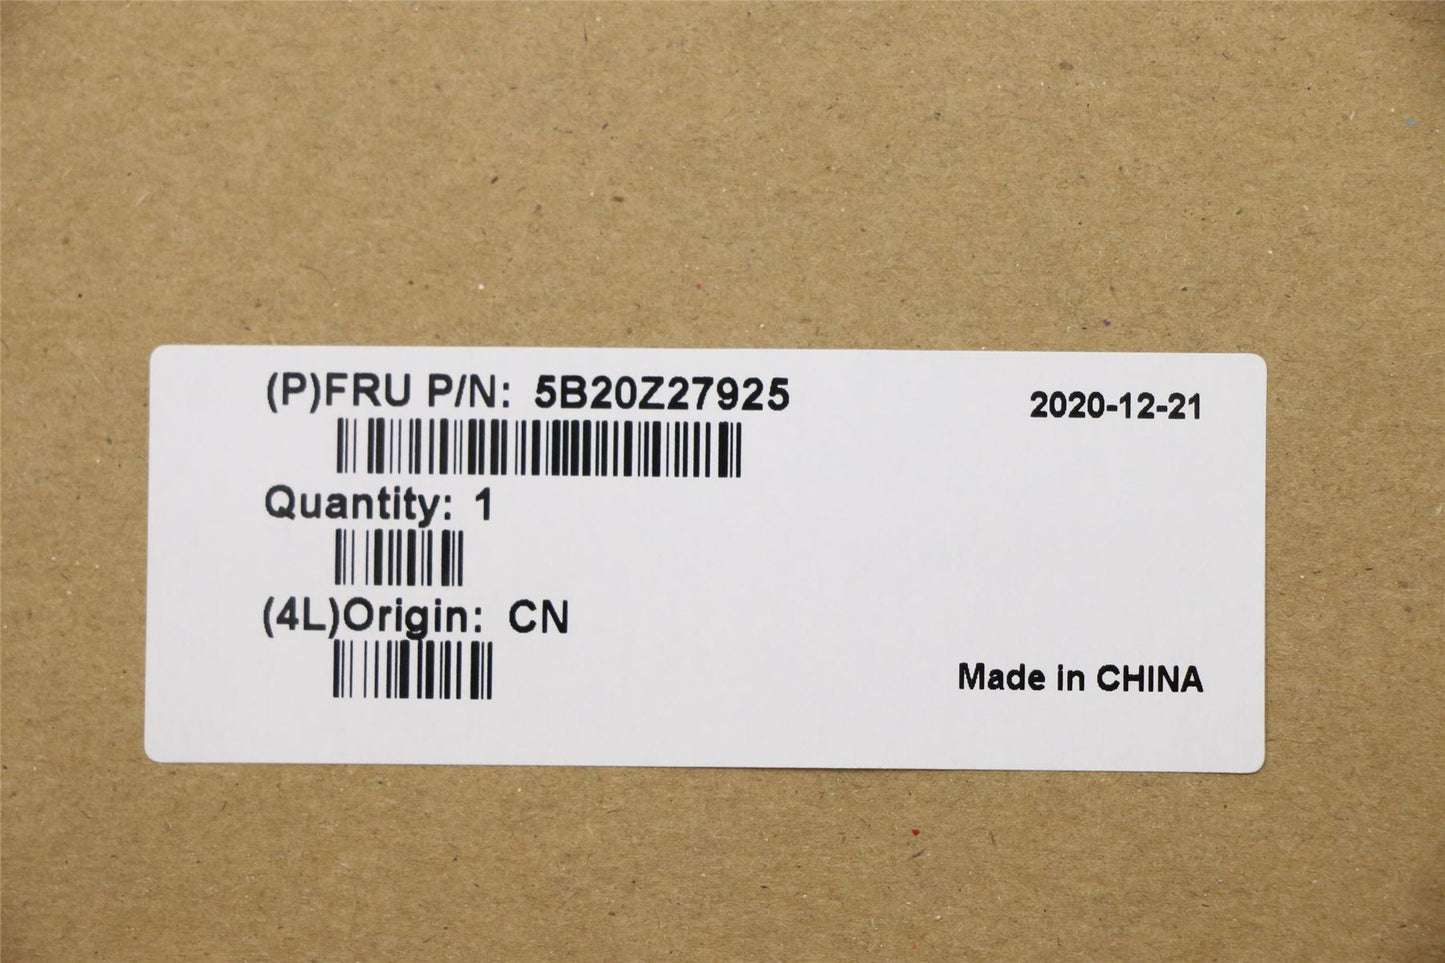 (P)FRU P/N: 5B20Z27925
2020-12-21
Quantity: 1
(4L)Origin: CN
Made in CHINA